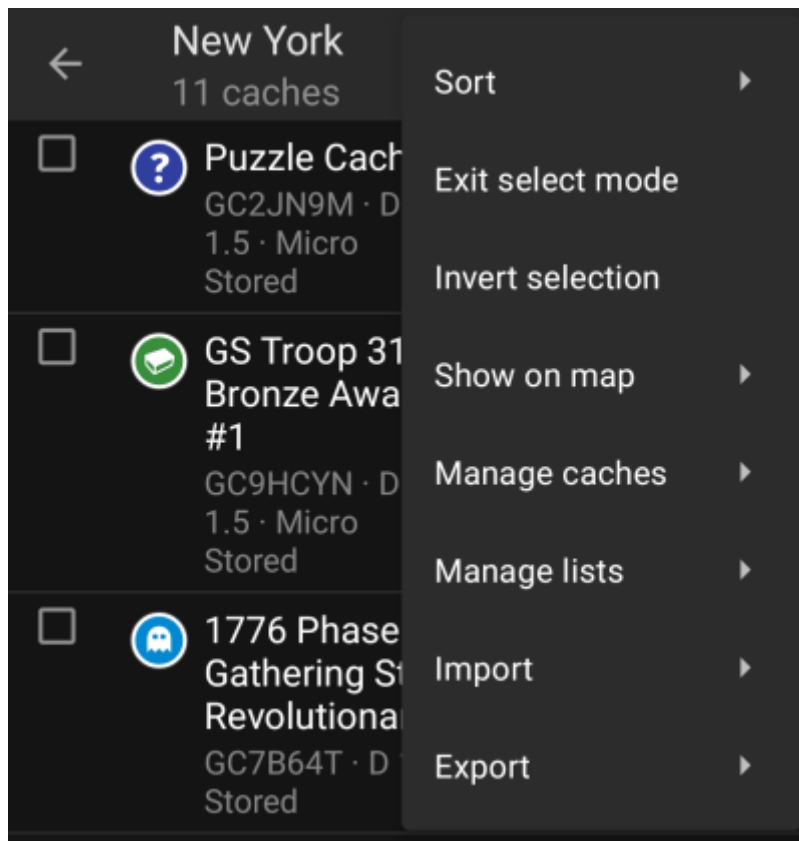 New York
11 caches
?
Puzzle Cach
GC2JN9M · D
1.5 · Micro
Stored
GS Troop 31
Bronze Awa
#1
GC9HCYN · D
1.5 · Micro
Stored
1776 Phase
Gathering St
Revolutiona
GC7B64T · D
Stored
Sort
Exit select mode
Invert selection
Show on map
Manage caches
Manage lists
Import
Export